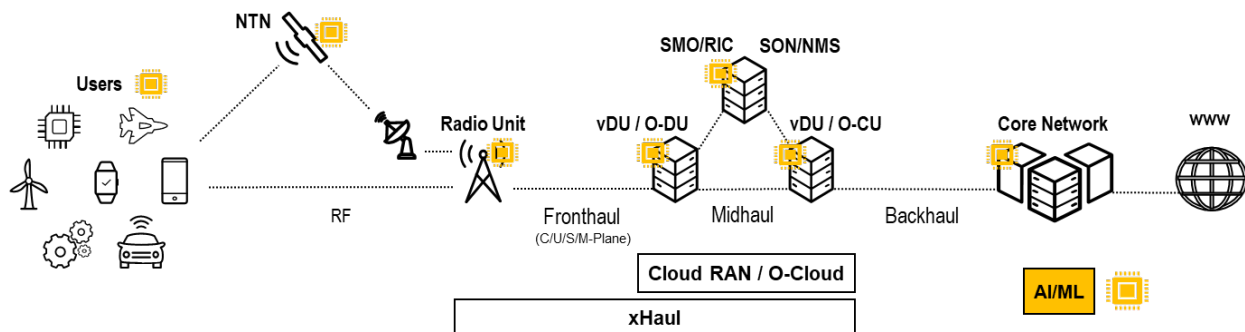 NTN
SMO/RIC
SON/NMS
Users
Radio Unit
vDU / O-DU
vDU / O-CU
Core Network
www
RF
Fronthaul
(C/U/S/M-Plane)
Midhaul
Backhaul
Cloud RAN / O-Cloud
AI/ML
xHaul